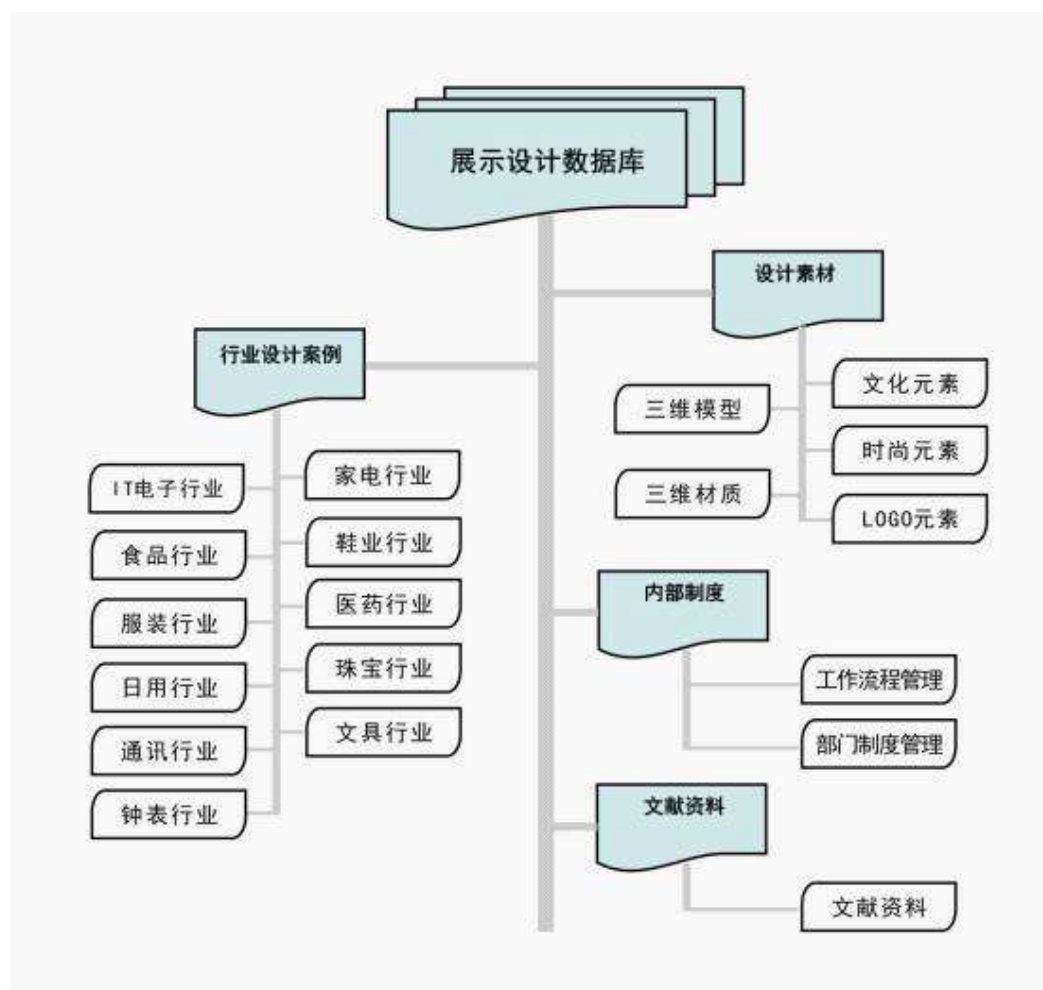 展示设计数据库
设计素材
文化元素
三维模型
时尚元素
三维材质
LOGO元素
行业设计案例
IT电子行业
家电行业
食品行业
鞋业行业
服装行业
医药行业
日用行业
珠宝行业
通讯行业
文具行业
钟表行业
内部制度
工作流程管理
部门制度管理
文献资料
文献资料